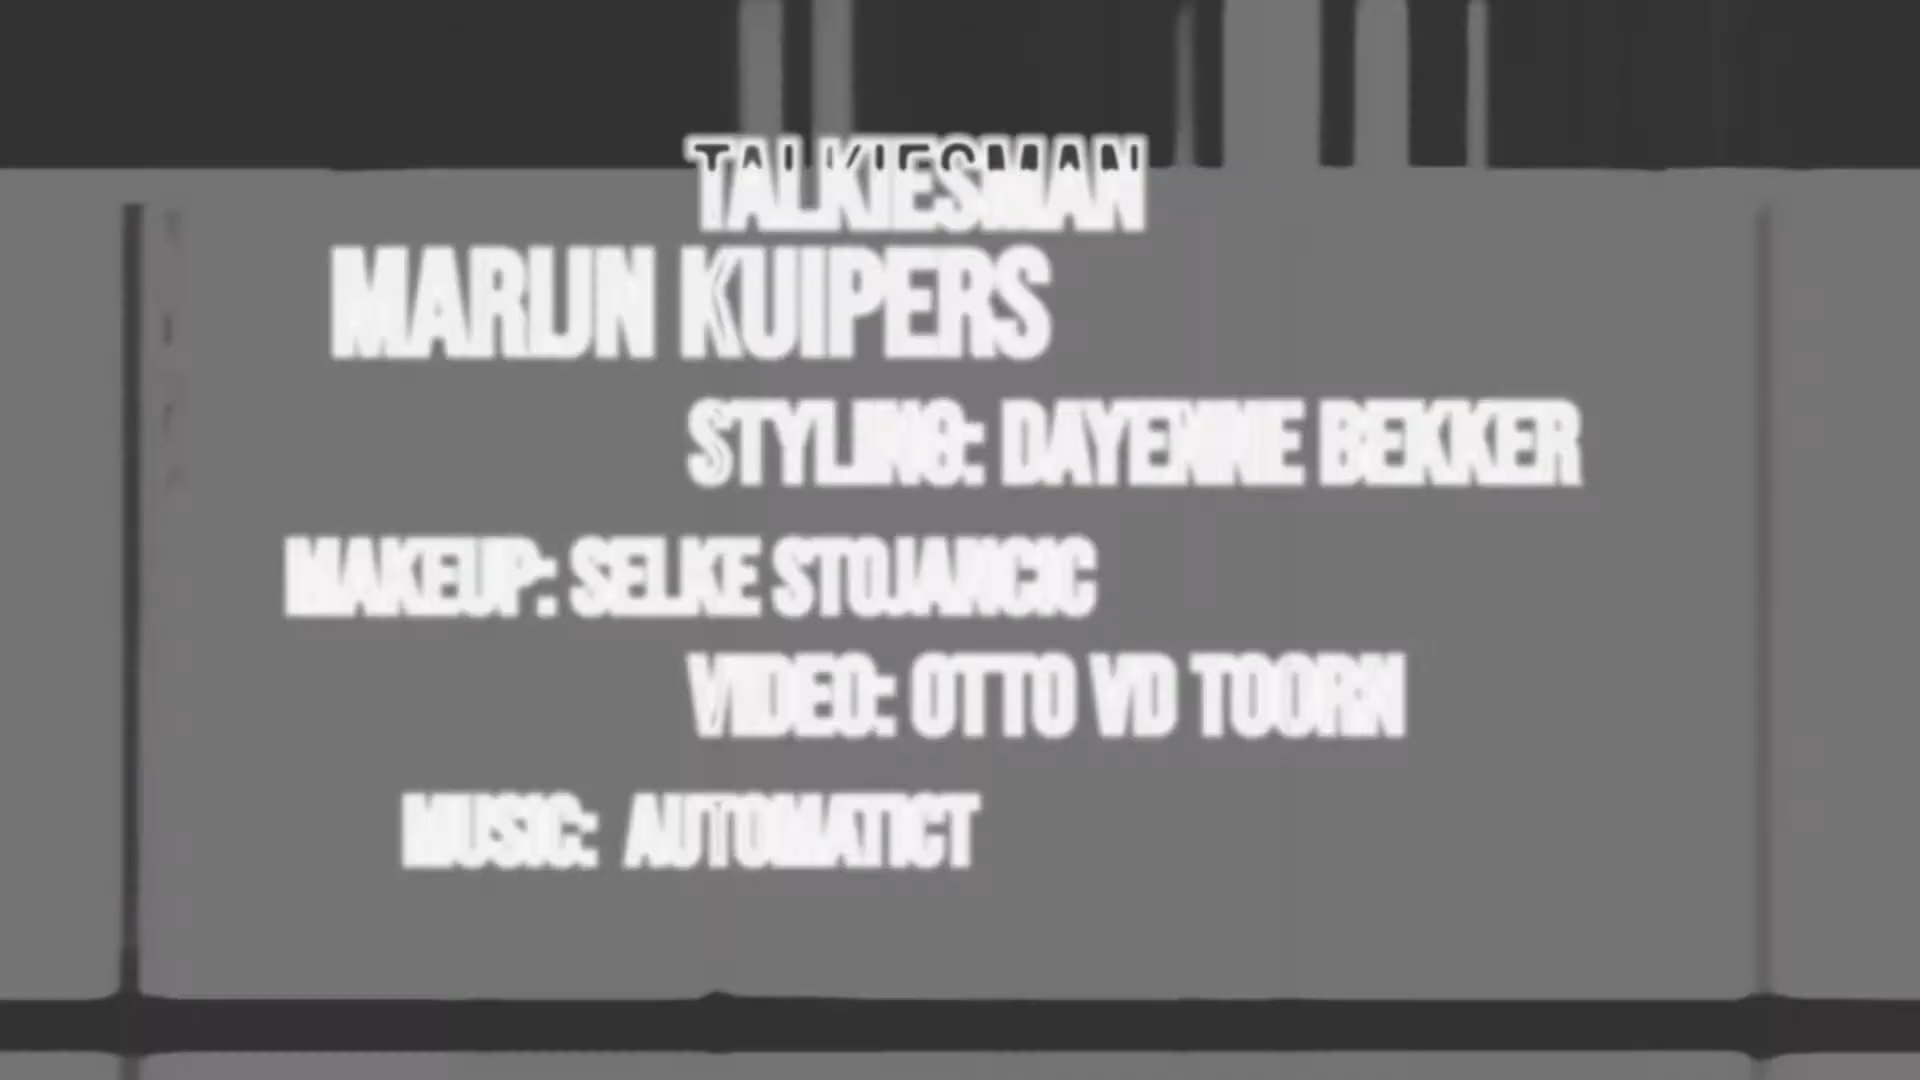 TALKIESMAN
MARIJN KUIPERS
STYLING: DAYENNE BEKKER
MAKEUP: SELKE STOJANCIC
VIDEO: OTTO VD TOORN
MUSIC: AUTOMATICT